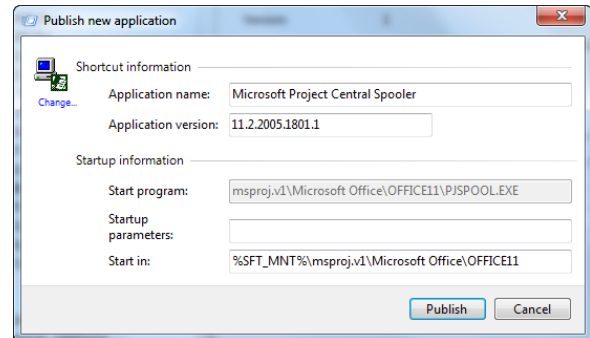 Publish new application
Shortcut information
Change...
Application name: Microsoft Project Central Spooler
Application version: 11.2.2005.1801.1
Startup information
Start program: msproj.v1\Microsoft Office\OFFICE11\PJSPOOL.EXE
Startup
parameters:
Start in: %SFT_MNT%\msproj.v1\Microsoft Office\OFFICE11
Publish Cancel